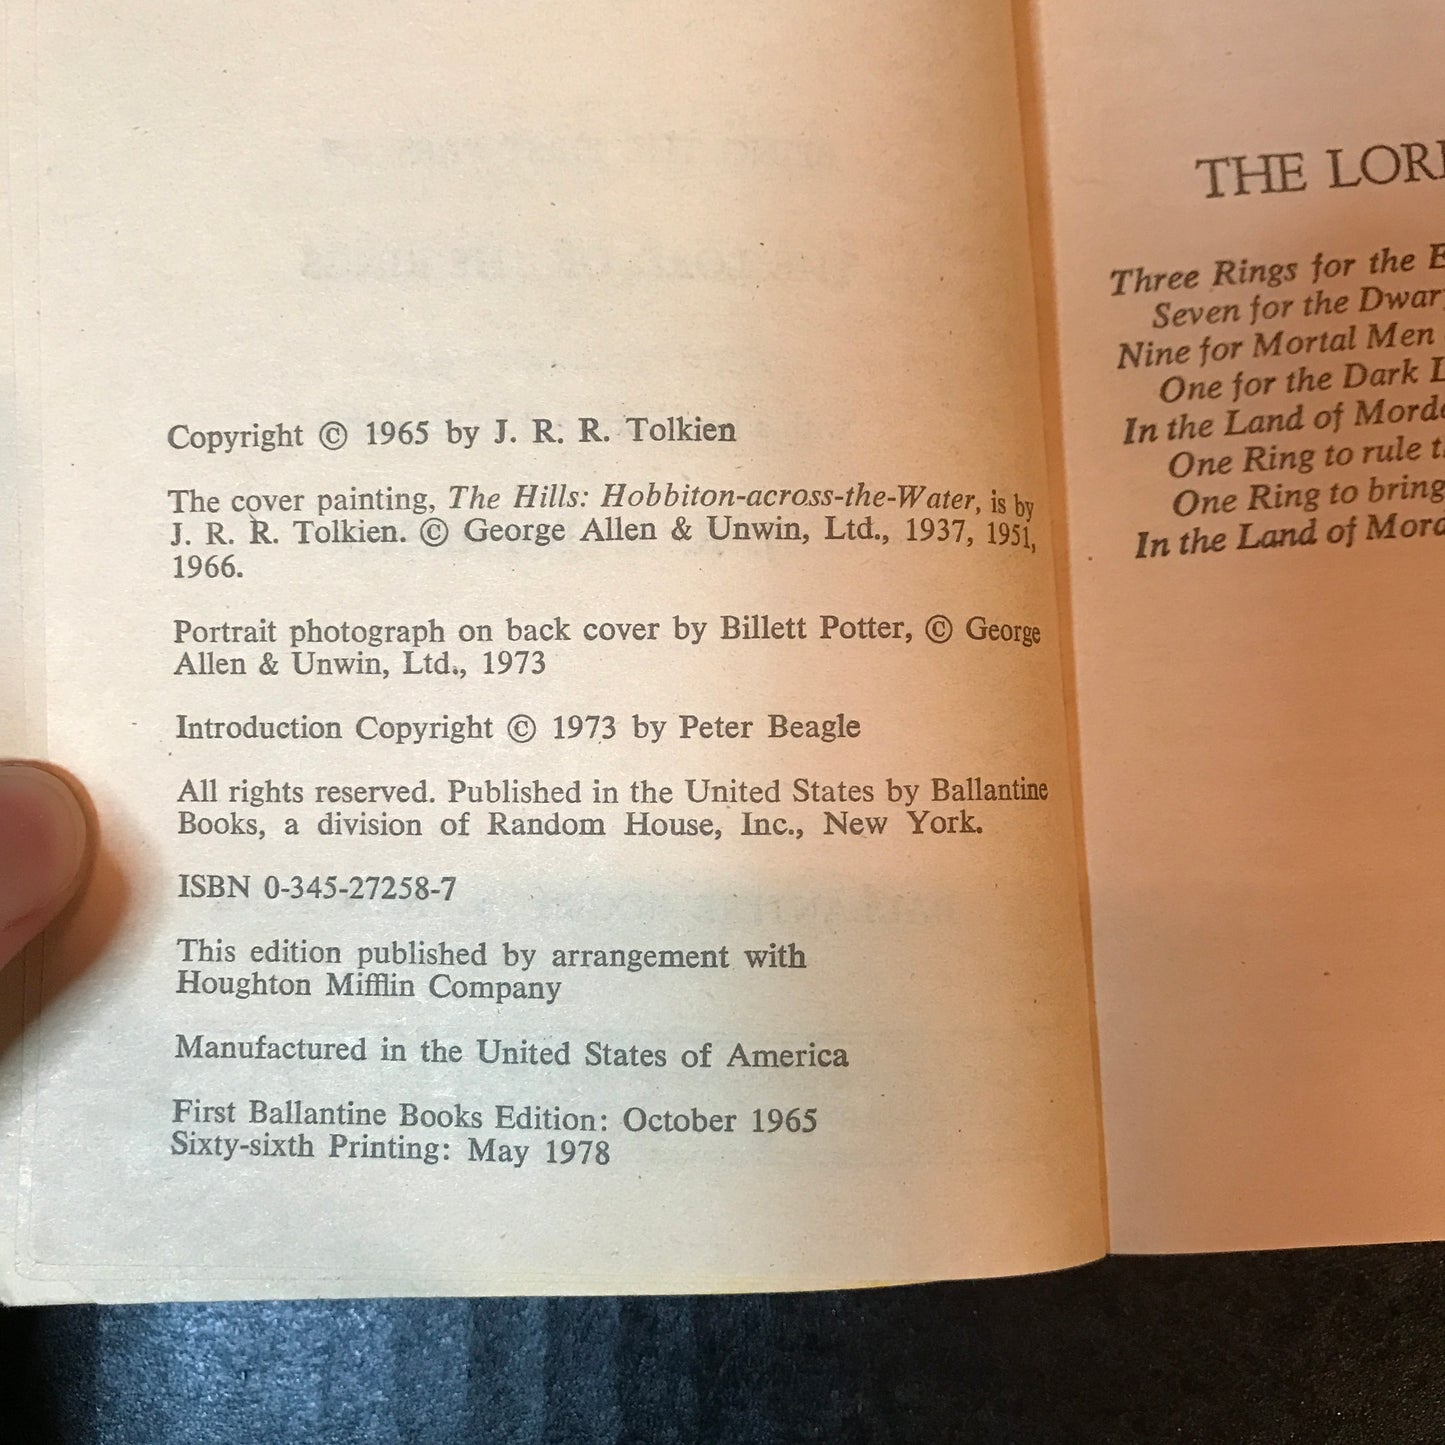 Copyright © 1965 by J. R. R. Tolkien
The cover painting, The Hills: Hobbiton-across-the-Water, is by
J. R. R. Tolkien. © George Allen & Unwin, Ltd., 1937, 1951,
1966.
Portrait photograph on back cover by Billett Potter, © George
Allen & Unwin, Ltd., 1973
Introduction Copyright © 1973 by Peter Beagle
All rights reserved. Published in the United States by Ballantine
Books, a division of Random House, Inc., New York.
ISBN 0-345-27258-7
This edition published by arrangement with
Houghton Mifflin Company
Manufactured in the United States of America
First Ballantine Books Edition: October 1965
Sixty-sixth Printing: May 1978
THE LOR
Three Rings for the E
Seven for the Dwar
Nine for Mortal Men
One for the Dark L
In the Land of Mord
One Ring to rule t
One Ring to bring
In the Land of Mord